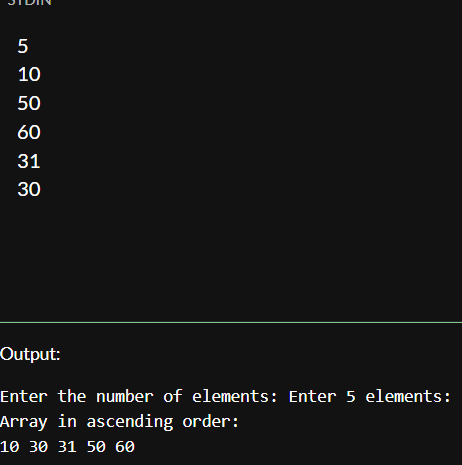 STDIN
5
10
50
60
31
30
Output:
Enter the number of elements: Enter 5 elements:
Array in ascending order:
10 30 31 50 60